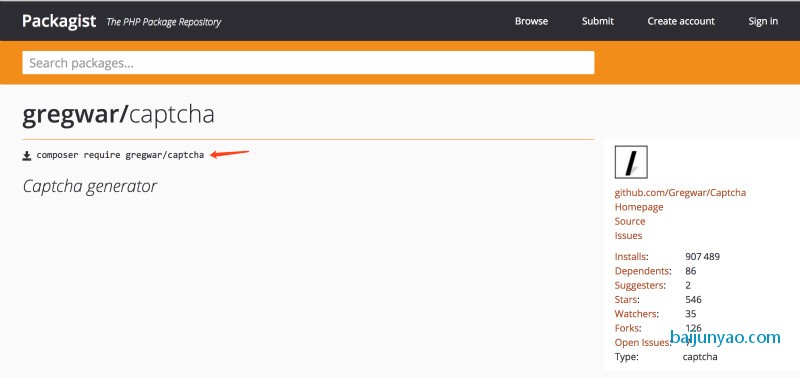 Packagist The PHP Package Repository Browse Submit Create account Sign in
Search packages...
gregwar/captcha
composer require gregwar/captcha
Captcha generator
github.com/Gregwar/Captcha
Homepage
Source
Issues
Installs: 907 489
Dependents: 86
Suggesters: 2
Stars: 546
Watchers: 35
Forks: 126
Open Issues:
baijunyao.com
Type: captcha